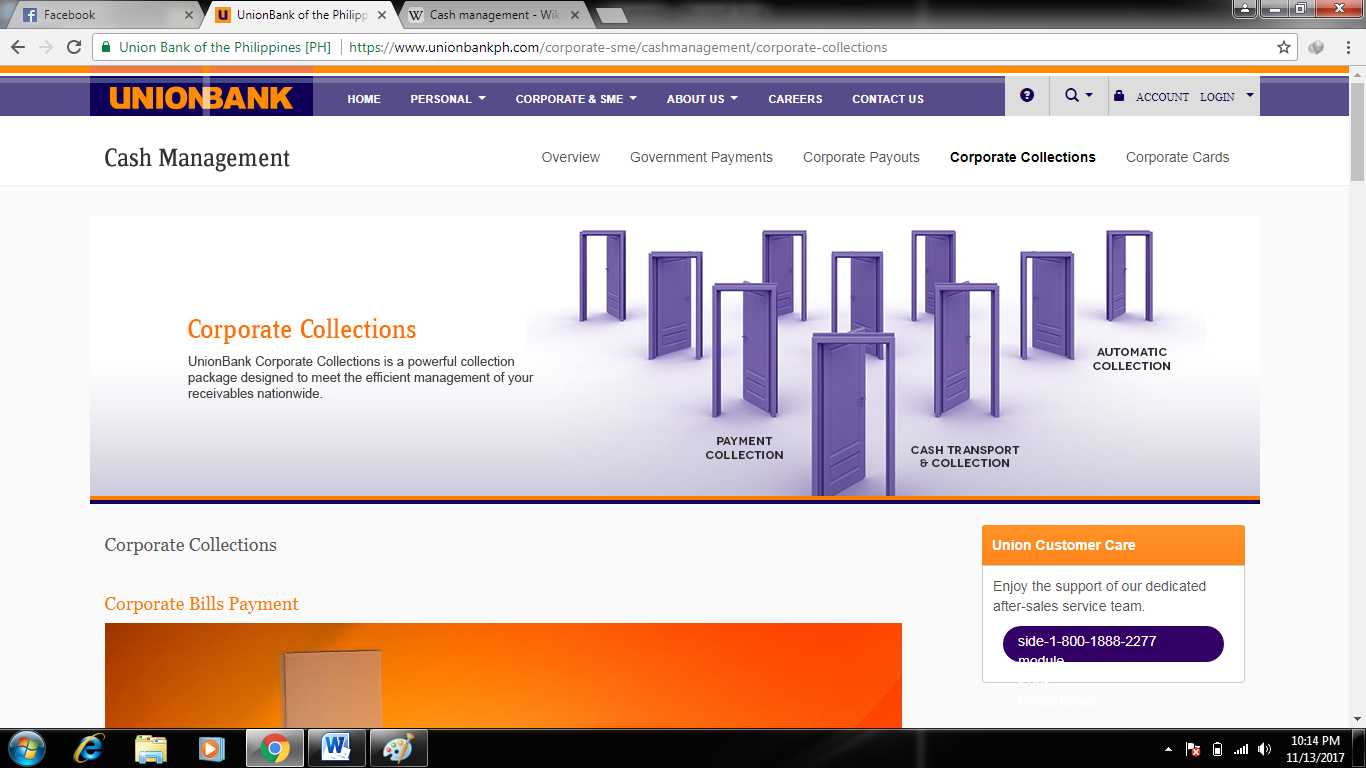 Facebook
UnionBank of the Philipp
Cash management - Wik
Union Bank of the Philippines [PH]
https://www.unionbankph.com/corporate-sme/cashmanagement/corporate-collections
UNIONBANK
HOME
PERSONAL
CORPORATE & SME
ABOUT US
CAREERS
CONTACT US
ACCOUNT LOGIN
Cash Management
Overview
Government Payments
Corporate Payouts
Corporate Collections
Corporate Cards
Corporate Collections
UnionBank Corporate Collections is a powerful collection
package designed to meet the efficient management of your
receivables nationwide.
PAYMENT
COLLECTION
CASH TRANSPORT
& COLLECTION
AUTOMATIC
COLLECTION
Corporate Collections
Corporate Bills Payment
Union Customer Care
Enjoy the support of our dedicated
after-sales service team.
side-1-800-1888-2277
module
10:14 PM
11/13/2017